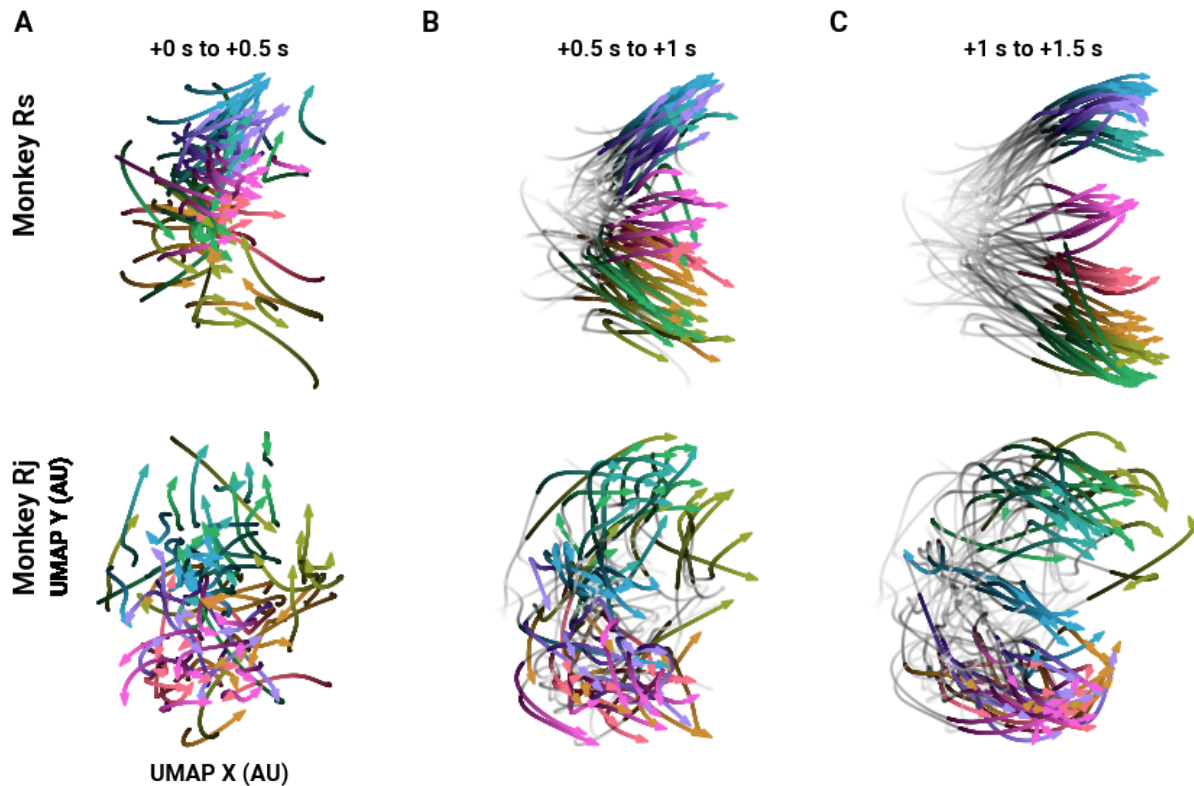 A
B
C
+0 s to +0.5 s
+0.5 s to +1 s
+1 s to +1.5 s
Monkey Rs
Monkey Rj
UMAP Y (AU)
UMAP X (AU)